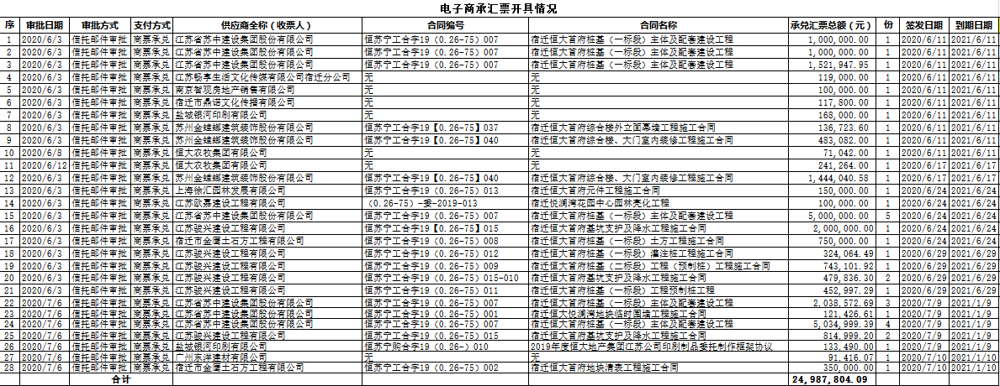 电子商承汇票开具情况
序 审批日期 审批方式 支付方式 供应商全称（收票人） 合同编号 合同名称 承兑汇票总额（元） 份 签发日期 到期日期
1 2020/6/3 信托邮件审批 商票承兑 江苏省苏中建设集团股份有限公司 恒苏宁工合字19（0.26-75）007 宿迁恒大首府桩基（一标段）主体及配套建设工程 1,000,000.00 1 2020/6/11 2021/6/11
2 2020/6/3 信托邮件审批 商票承兑 江苏省苏中建设集团股份有限公司 恒苏宁工合字19（0.26-75）007 宿迁恒大首府桩基（一标段）主体及配套建设工程 1,000,000.00 1 2020/6/11 2021/6/11
3 2020/6/3 信托邮件审批 商票承兑 江苏省苏中建设集团股份有限公司 恒苏宁工合字19（0.26-75）007 宿迁恒大首府桩基（一标段）主体及配套建设工程 1,521,947.95 1 2020/6/11 2021/6/11
4 2020/6/3 信托邮件审批 商票承兑 江苏畅享生活文化传媒有限公司宿迁分公司 无 无 119,000.00 1 2020/6/11 2021/6/11
5 2020/6/3 信托邮件审批 商票承兑 南京智观房地产销售有限公司 无 无 100,000.00 1 2020/6/11 2021/6/11
6 2020/6/3 信托邮件审批 商票承兑 宿迁市鼎诺文化传播有限公司 无 无 117,800.00 1 2020/6/11 2021/6/11
7 2020/6/3 信托邮件审批 商票承兑 盐城银河印刷有限公司 无 无 168,000.00 1 2020/6/11 2021/6/11
8 2020/6/3 信托邮件审批 商票承兑 苏州金螳螂建筑装饰股份有限公司 恒苏宁工合字19【0.26-75】037 宿迁恒大首府综合楼外立面幕墙工程施工合同 136,723.60 1 2020/6/11 2021/6/11
9 2020/6/3 信托邮件审批 商票承兑 苏州金螳螂建筑装饰股份有限公司 恒苏宁工合字19【0.26-75】040 宿迁恒大首府综合楼、大门室内装修工程施工合同 483,082.00 1 2020/6/11 2021/6/11
10 2020/6/8 信托邮件审批 商票承兑 恒大农牧集团有限公司 无 无 71,042.00 1 2020/6/11 2021/6/11
11 2020/6/12 信托邮件审批 商票承兑 恒大农牧集团有限公司 无 无 241,264.00 1 2020/6/17 2021/6/17
12 2020/6/3 信托邮件审批 商票承兑 苏州金螳螂建筑装饰股份有限公司 恒苏宁工合字19【0.26-75】040 宿迁恒大首府综合楼、大门室内装修工程施工合同 1,444,040.58 1 2020/6/17 2021/6/17
13 2020/6/3 信托邮件审批 商票承兑 上海徐汇园林发展有限公司 恒苏宁工合字19（0.26-75）013 宿迁恒大首府元件工程施工合同 150,000.00 1 2020/6/24 2021/6/24
14 2020/6/3 信托邮件审批 商票承兑 江苏欧嘉建设工程有限公司 （0.26-75）-委-2019-013 宿迁悦澜湾花园中心园林亮化工程 100,000.00 1 2020/6/24 2021/6/24
15 2020/6/3 信托邮件审批 商票承兑 江苏省苏中建设集团股份有限公司 恒苏宁工合字19（0.26-75）007 宿迁恒大首府桩基（一标段）主体及配套建设工程 5,000,000.00 5 2020/6/24 2021/6/24
16 2020/6/3 信托邮件审批 商票承兑 江苏骏兴建设工程有限公司 恒苏宁工合字19【0.26-75】015 宿迁恒大首府基坑支护及降水工程施工合同 2,000,000.00 1 2020/6/24 2021/6/24
17 2020/6/3 信托邮件审批 商票承兑 宿迁市金鹰土石方工程有限公司 恒苏宁工合字19（0.26-75）008 宿迁恒大首府桩基（一标段）土方工程施工合同 750,000.00 1 2020/6/24 2021/6/24
18 2020/6/3 信托邮件审批 商票承兑 江苏骏兴建设工程有限公司 恒苏宁工合字19（0.26-75）012 宿迁恒大首府桩基（一标段）灌注桩工程施工合同 324,064.49 1 2020/6/29 2021/6/29
19 2020/6/3 信托邮件审批 商票承兑 江苏骏兴建设工程有限公司 恒苏宁工合字19（0.26-75）009 宿迁恒大首府桩基（二标段）工程（预制桩）工程施工合同 743,101.92 1 2020/6/29 2021/6/29
20 2020/6/3 信托邮件审批 商票承兑 江苏骏兴建设工程有限公司 恒苏宁工合字19（0.26-75）015-010 宿迁恒大首府基坑支护及降水工程施工合同 479,836.30 2 2020/6/29 2021/6/29
21 2020/6/3 信托邮件审批 商票承兑 江苏骏兴建设工程有限公司 恒苏宁工合字19（0.26-75）011 宿迁恒大首府桩基（一标段）工程预制桩工程 452,997.29 1 2020/6/29 2021/6/29
22 2020/7/6 信托邮件审批 商票承兑 江苏省苏中建设集团股份有限公司 恒苏宁工合字19（0.26-75）007 宿迁恒大首府桩基（一标段）主体及配套建设工程 2,038,572.69 3 2020/7/9 2021/1/9
23 2020/7/6 信托邮件审批 商票承兑 江苏省苏中建设集团股份有限公司 恒苏宁工合字19（0.26-75）001 宿迁恒大悦澜湾地块临时围墙工程施工合同 121,426.61 1 2020/7/9 2021/1/9
24 2020/7/6 信托邮件审批 商票承兑 江苏省苏中建设集团股份有限公司 恒苏宁工合字19（0.26-75）007 宿迁恒大首府桩基（一标段）主体及配套建设工程 5,034,999.39 4 2020/7/9 2021/1/9
25 2020/7/6 信托邮件审批 商票承兑 江苏骏兴建设工程有限公司 恒苏宁工合字19（0.26-75）015 宿迁恒大首府基坑支护及降水工程施工合同 814,999.20 2 2020/7/9 2021/1/9
26 2020/7/6 信托邮件审批 商票承兑 盐城银河印刷有限公司 恒苏宁购合字19（0.26-）010 2019年度恒大地产集团江苏公司印刷制品委托制作框架协议 133,490.00 1 2020/7/9 2021/1/9
27 2020/7/6 信托邮件审批 商票承兑 广州东洋建材有限公司 无 无 91,416.07 1 2020/7/10 2021/1/10
28 2020/7/6 信托邮件审批 商票承兑 宿迁市金鹰土石方工程有限公司 恒苏宁工合字19（0.26-75）002 宿迁恒大首府地块清表工程施工合同 350,000.00 1 2020/7/10 2021/1/10
合计 24,987,804.09